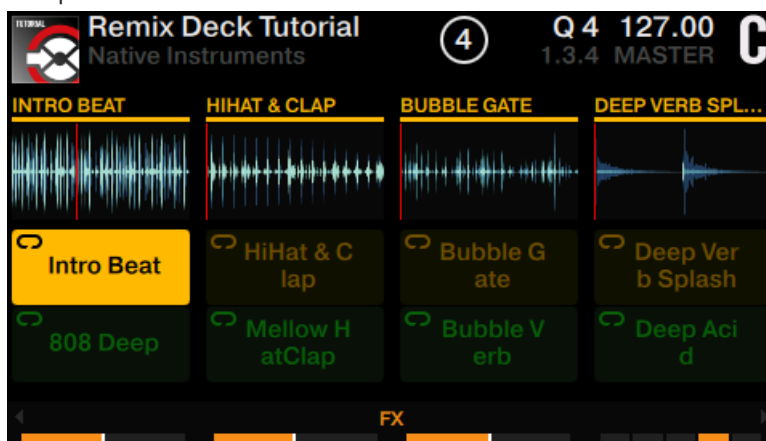 TUTORIAL
Remix Deck Tutorial
Native Instruments
4
Q 4 127.00
1.3.4 MASTER
C
INTRO BEAT
HIHAT & CLAP
BUBBLE GATE
DEEP VERB SPL...
Intro Beat
HiHat & C
lap
Bubble G
ate
Deep Ver
b Splash
808 Deep
Mellow H
atClap
Bubble V
erb
Deep Aci
d
FX